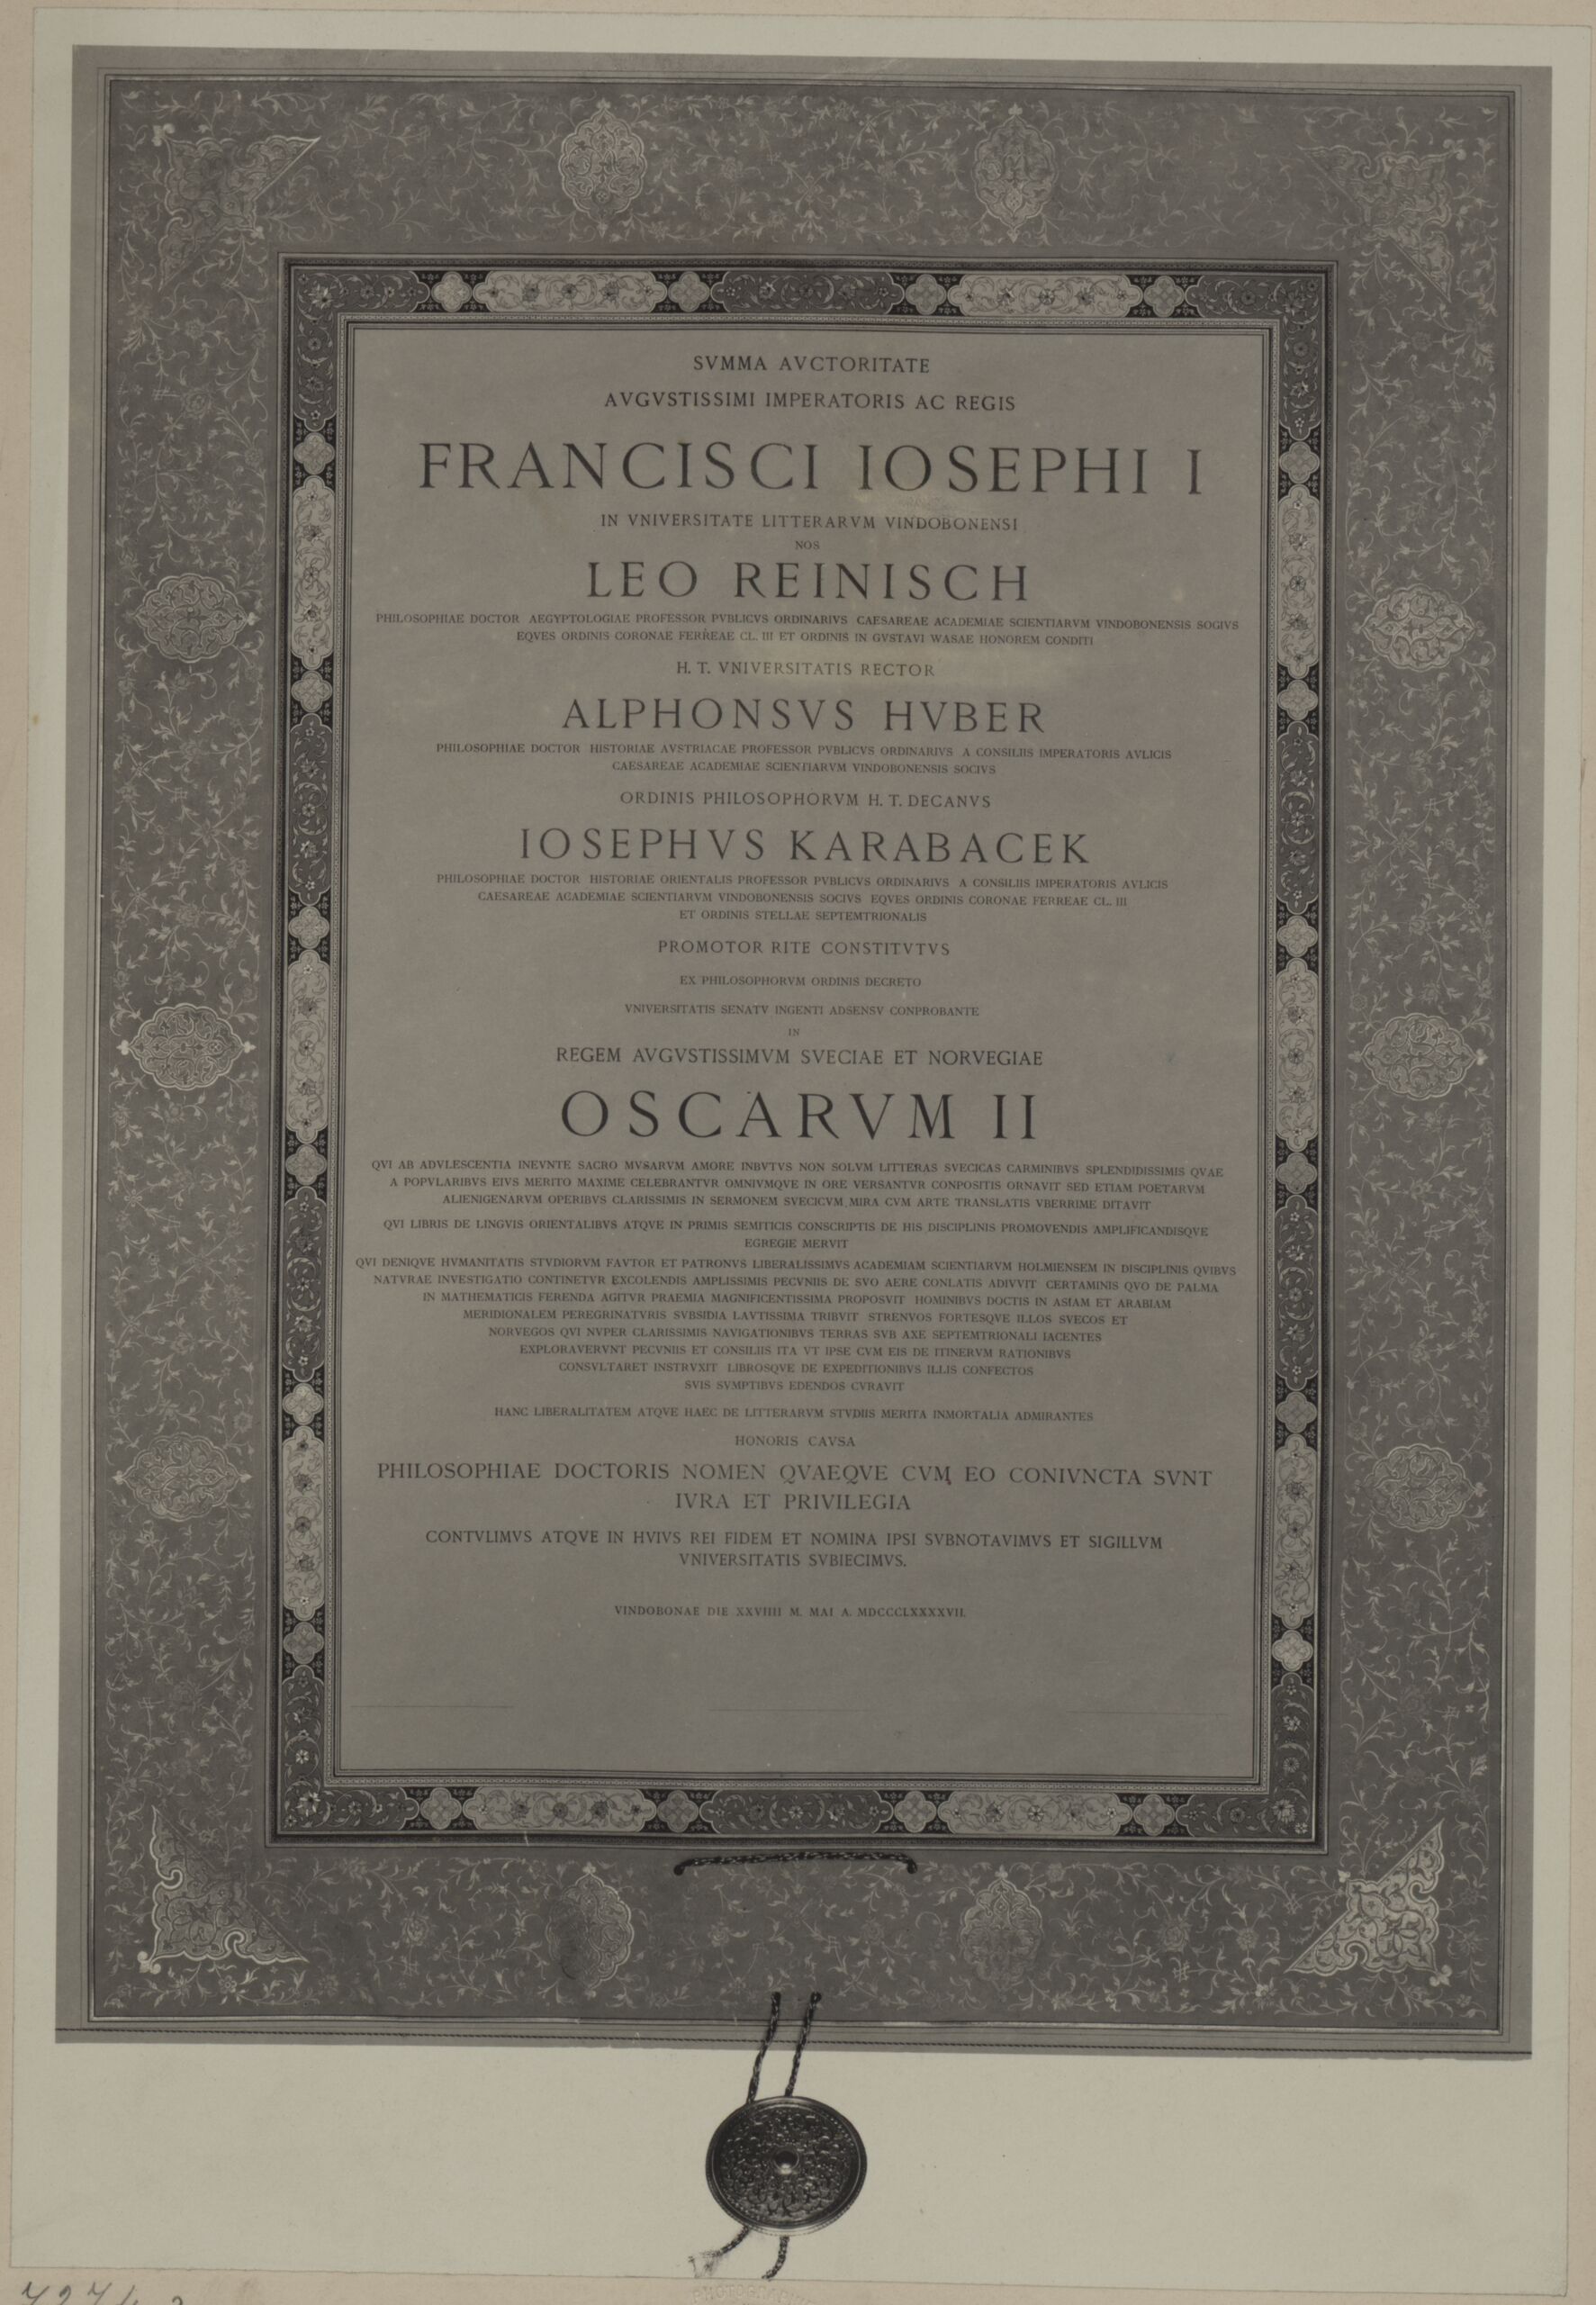 SVMMA AVCTORITATE
AVGVSTISSIMI IMPERATORIS AC REGIS
FRANCISCI IOSEPHI I
IN VNIVERSITATE LITTERARVM VINDOBONENSI
NOS
LEO REINISCH
PHILOSOPHIAE DOCTOR AEGYPTOLOGIAE PROFESSOR PVBLICVS ORDINARIVS CAESAREAE ACADEMIAE SCIENTIARVM VINDOBONENSIS SOCIVS
EQVES ORDINIS CORONAE FERREAE CL. III ET ORDINIS IN GVSTAVI WASAE HONOREM CONDITI
H. T. VNIVERSITATIS RECTOR
ALPHONSVS HVBER
PHILOSOPHIAE DOCTOR HISTORIAE AVSTRIACAE PROFESSOR PVBLICVS ORDINARIVS A CONSILIIS IMPERATORIS AVLICIS
CAESAREAE ACADEMIAE SCIENTIARVM VINDOBONENSIS SOCIVS
ORDINIS PHILOSOPHORVM H. T. DECANVS
IOSEPHVS KARABACEK
PHILOSOPHIAE DOCTOR HISTORIAE ORIENTALIS PROFESSOR PVBLICVS ORDINARIVS A CONSILIIS IMPERATORIS AVLICIS
CAESAREAE ACADEMIAE SCIENTIARVM VINDOBONENSIS SOCIVS EQVES ORDINIS CORONAE FERREAE CL. III
ET ORDINIS STELLAE SEPTEMTRIONALIS
PROMOTOR RITE CONSTITVTVS
EX PHILOSOPHORVM ORDINIS DECRETO
VNIVERSITATIS SENATV INGENTI ADSENSV CONPROBANTE
IN
REGEM AVGVSTISSIMVM SVECIAE ET NORVEGIAE
OSCARVM II
QVI AB ADVLESCENTIA INEVNTE SACRO MVSARVM AMORE INBVTVS NON SOLVM LITTERAS SVECICAS CARMINIBVS SPLENDIDISSIMIS QVAE
A POPVLARIBVS EIVS MERITO MAXIME CELEBRANTVR OMNIVMQVE IN ORE VERSANTVR CONPOSITIS ORNAVIT SED ETIAM POETARVM
ALIENIGENARVM OPERIBVS CLARISSIMIS IN SERMONEM SVECICVM MIRA CVM ARTE TRANSLATIS VBERRIME DITAVIT
QVI LIBRIS DE LINGVIS ORIENTALIBVS ATQVE IN PRIMIS SEMITICIS CONSCRIPTIS DE HIS DISCIPLINIS PROMOVENDIS AMPLIFICANDISQVE
EGREGIE MERVIT
QVI DENIQVE HVMANITATIS STVDIORVM FAVTOR ET PATRONVS LIBERALISSIMVS ACADEMIAM SCIENTIARVM HOLMIENSEM IN DISCIPLINIS QVIBVS
NATVRAE INVESTIGATIO CONTINETVR EXCOLENDIS AMPLISSIMIS PECVNIIS DE SVO AERE CONLATIS ADIVVIT CERTAMINIS QVO DE PALMA
IN MATHEMATICIS FERENDA AGITVR PRAEMIA MAGNIFICENTISSIMA PROPOSVIT HOMINIBVS DOCTIS IN ASIAM ET ARABIAM
MERIDIONALEM PEREGRINATVRIS SVBSIDIA LAVTISSIMA TRIBVIT STRENVOS FORTESQVE ILLOS SVECOS ET
NORVEGOS QVI NVPER CLARISSIMIS NAVIGATIONIBVS TERRAS SVB AXE SEPTEMTRIONALI IACENTES
EXPLORAVERVNT PECVNIIS ET CONSILIIS ITA VT IPSE CVM EIS DE ITINERVM RATIONIBVS
CONSVLTARET INSTRVXIT LIBROSQVE DE EXPEDITIONIBVS ILLIS CONFECTOS
SVIS SVMPTIBVS EDENDOS CVRAVIT
HANC LIBERALITATEM ATQVE HAEC DE LITTERARVM STVDIIS MERITA INMORTALIA ADMIRANTES
HONORIS CAVSA
PHILOSOPHIAE DOCTORIS NOMEN QVAEQVE CVM EO CONIVNCTA SVNT
IVRA ET PRIVILEGIA
CONTVLIMVS ATQVE IN HVIVS REI FIDEM ET NOMINA IPSI SVBNOTAVIMVS ET SIGILLVM
VNIVERSITATIS SVBIECIMVS.
VINDOBONAE DIE XXVIIII M. MAI A. MDCCCLXXXXVII.